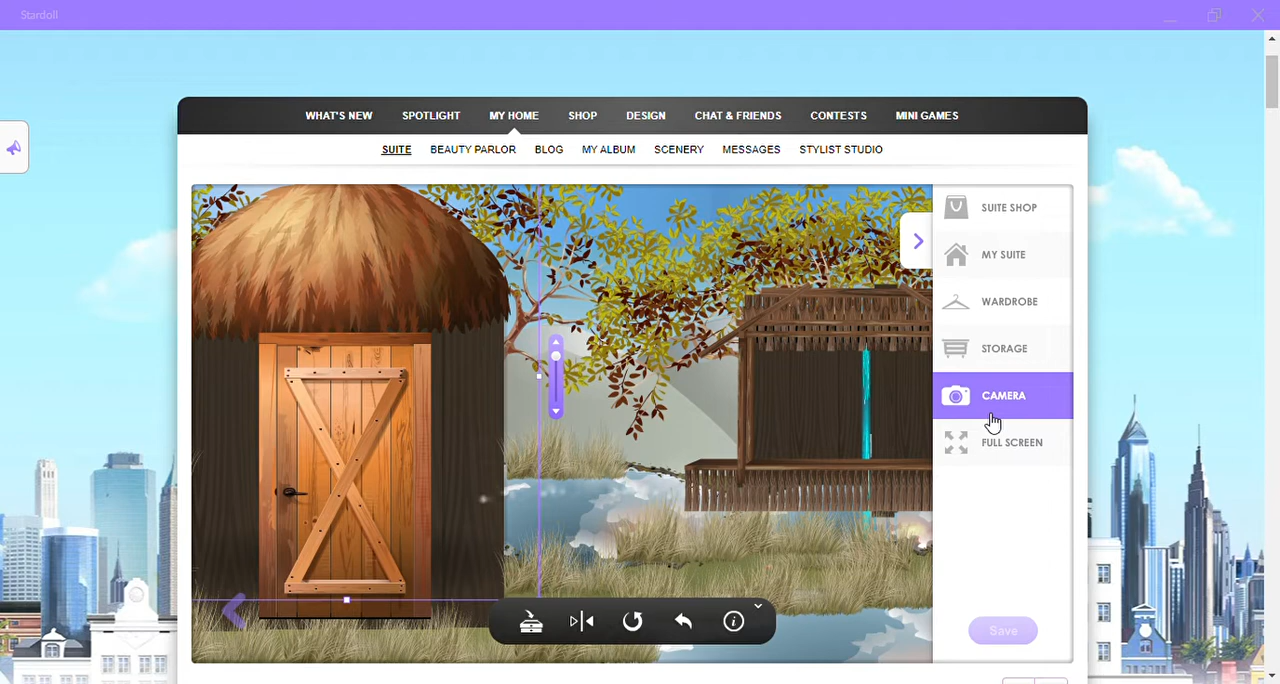 Stardoll
WHAT'S NEW SPOTLIGHT MY HOME SHOP DESIGN CHAT & FRIENDS CONTESTS MINI GAMES
SUITE BEAUTY PARLOR BLOG MY ALBUM SCENERY MESSAGES STYLIST STUDIO
SUITE SHOP
MY SUITE
WARDROBE
STORAGE
CAMERA
FULL SCREEN
Save